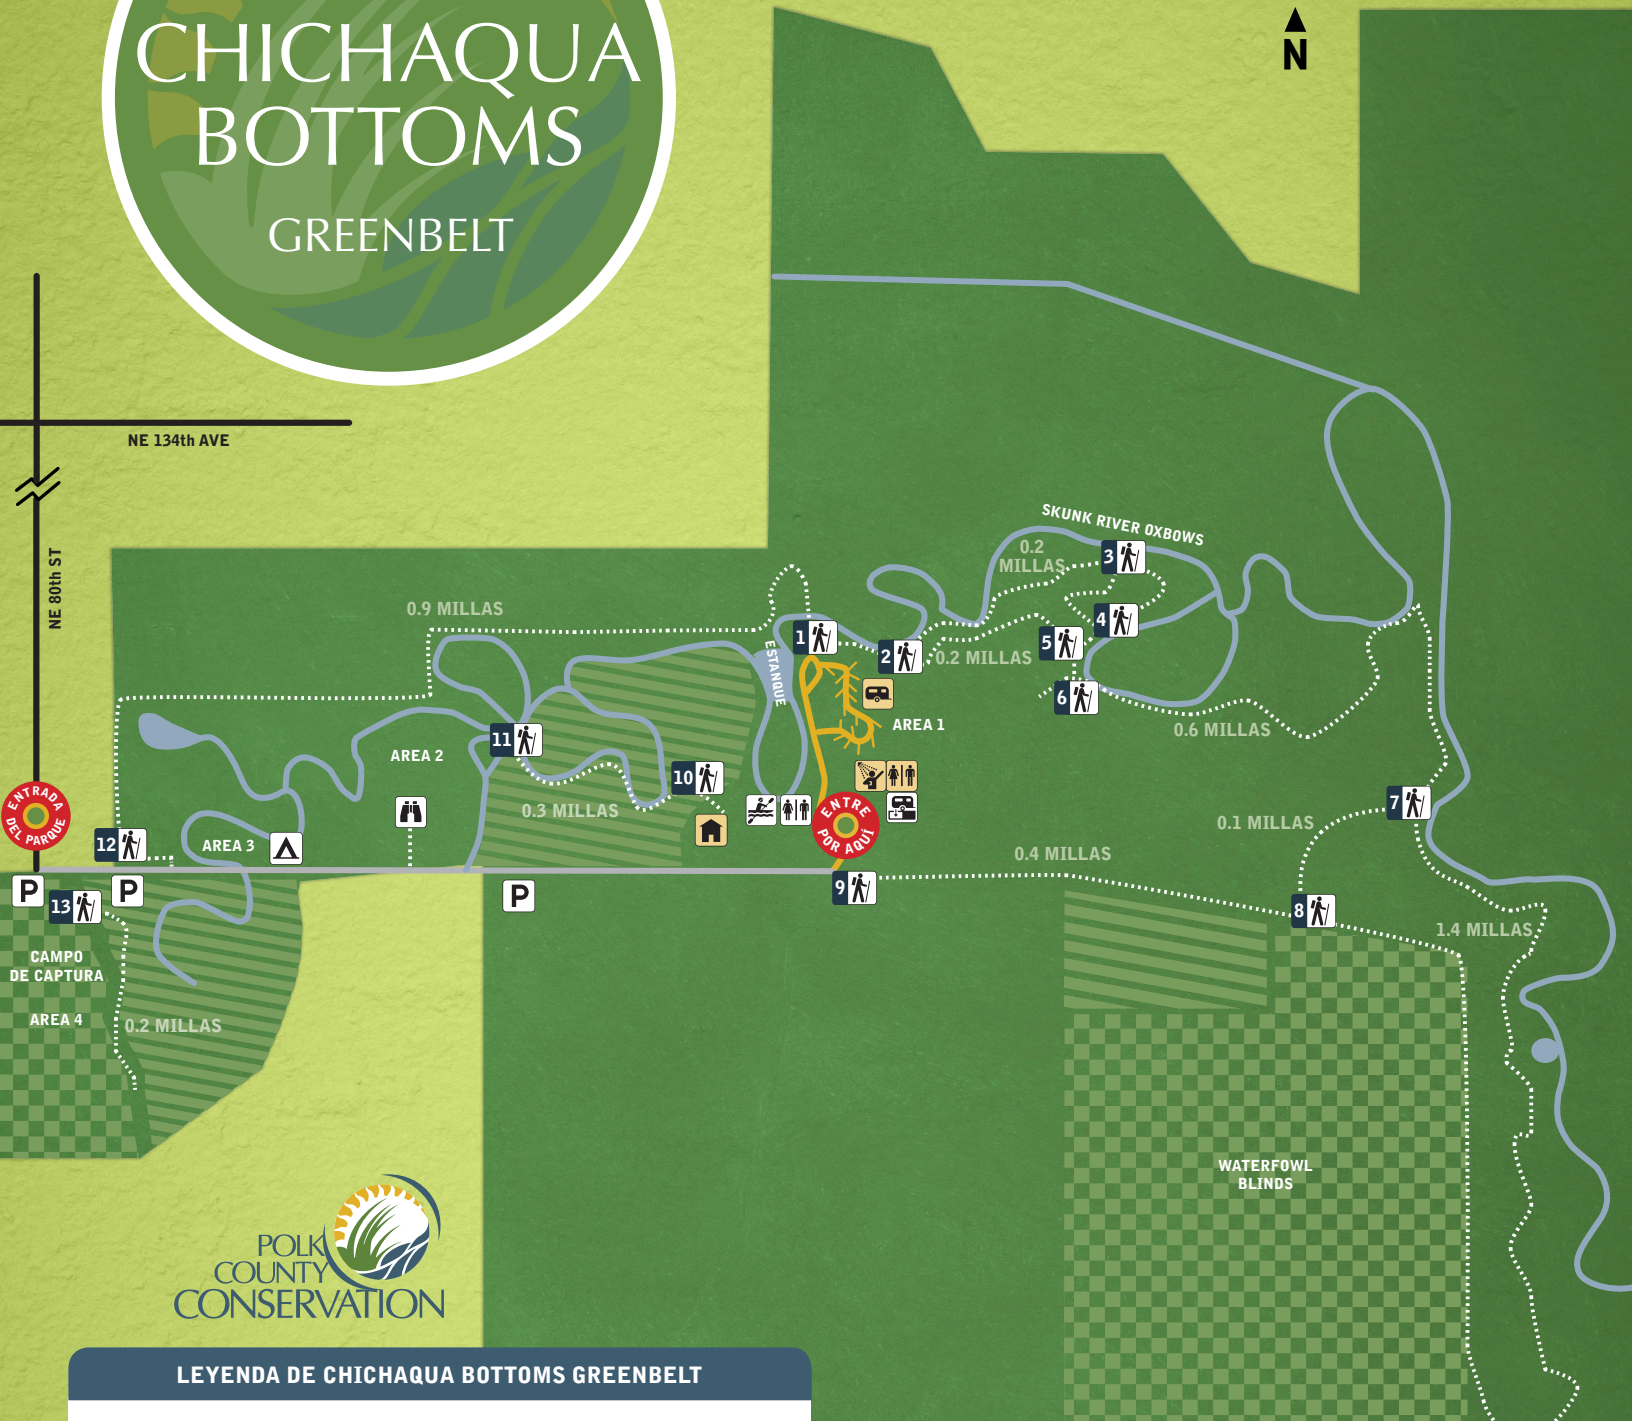 CHICHAQUA
BOTTOMS
GREENBELT
N
NE 134th AVE
NE 80th ST
SKUNK RIVER OXBOWS
0.2
MILLAS
3
0.9 MILLAS
4
1
5
2
0.2 MILLAS
ESTANQUE
6
AREA 1
0.6 MILLAS
11
AREA 2
10
ENTRADA
DEL PARQUE
0.3 MILLAS
7
0.1 MILLAS
ENTRE
POR AQUÍ
12
AREA 3
0.4 MILLAS
P
P
P
9
13
8
1.4 MILLAS
CAMPO
DE CAPTURA
AREA 4
0.2 MILLAS
WATERFOWL
BLINDS
POLK
COUNTY
CONSERVATION
LEYENDA DE CHICHAQUA BOTTOMS GREENBELT